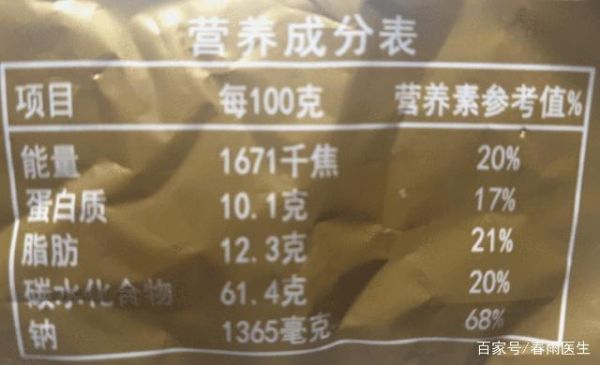 营养成分表
项目 每100克 营养素参考值%
能量 1671千焦 20%
蛋白质 10.1克 17%
脂肪 12.3克 21%
碳水化合物 61.4克 20%
钠 1365毫克 68%
百家号/春雨医生